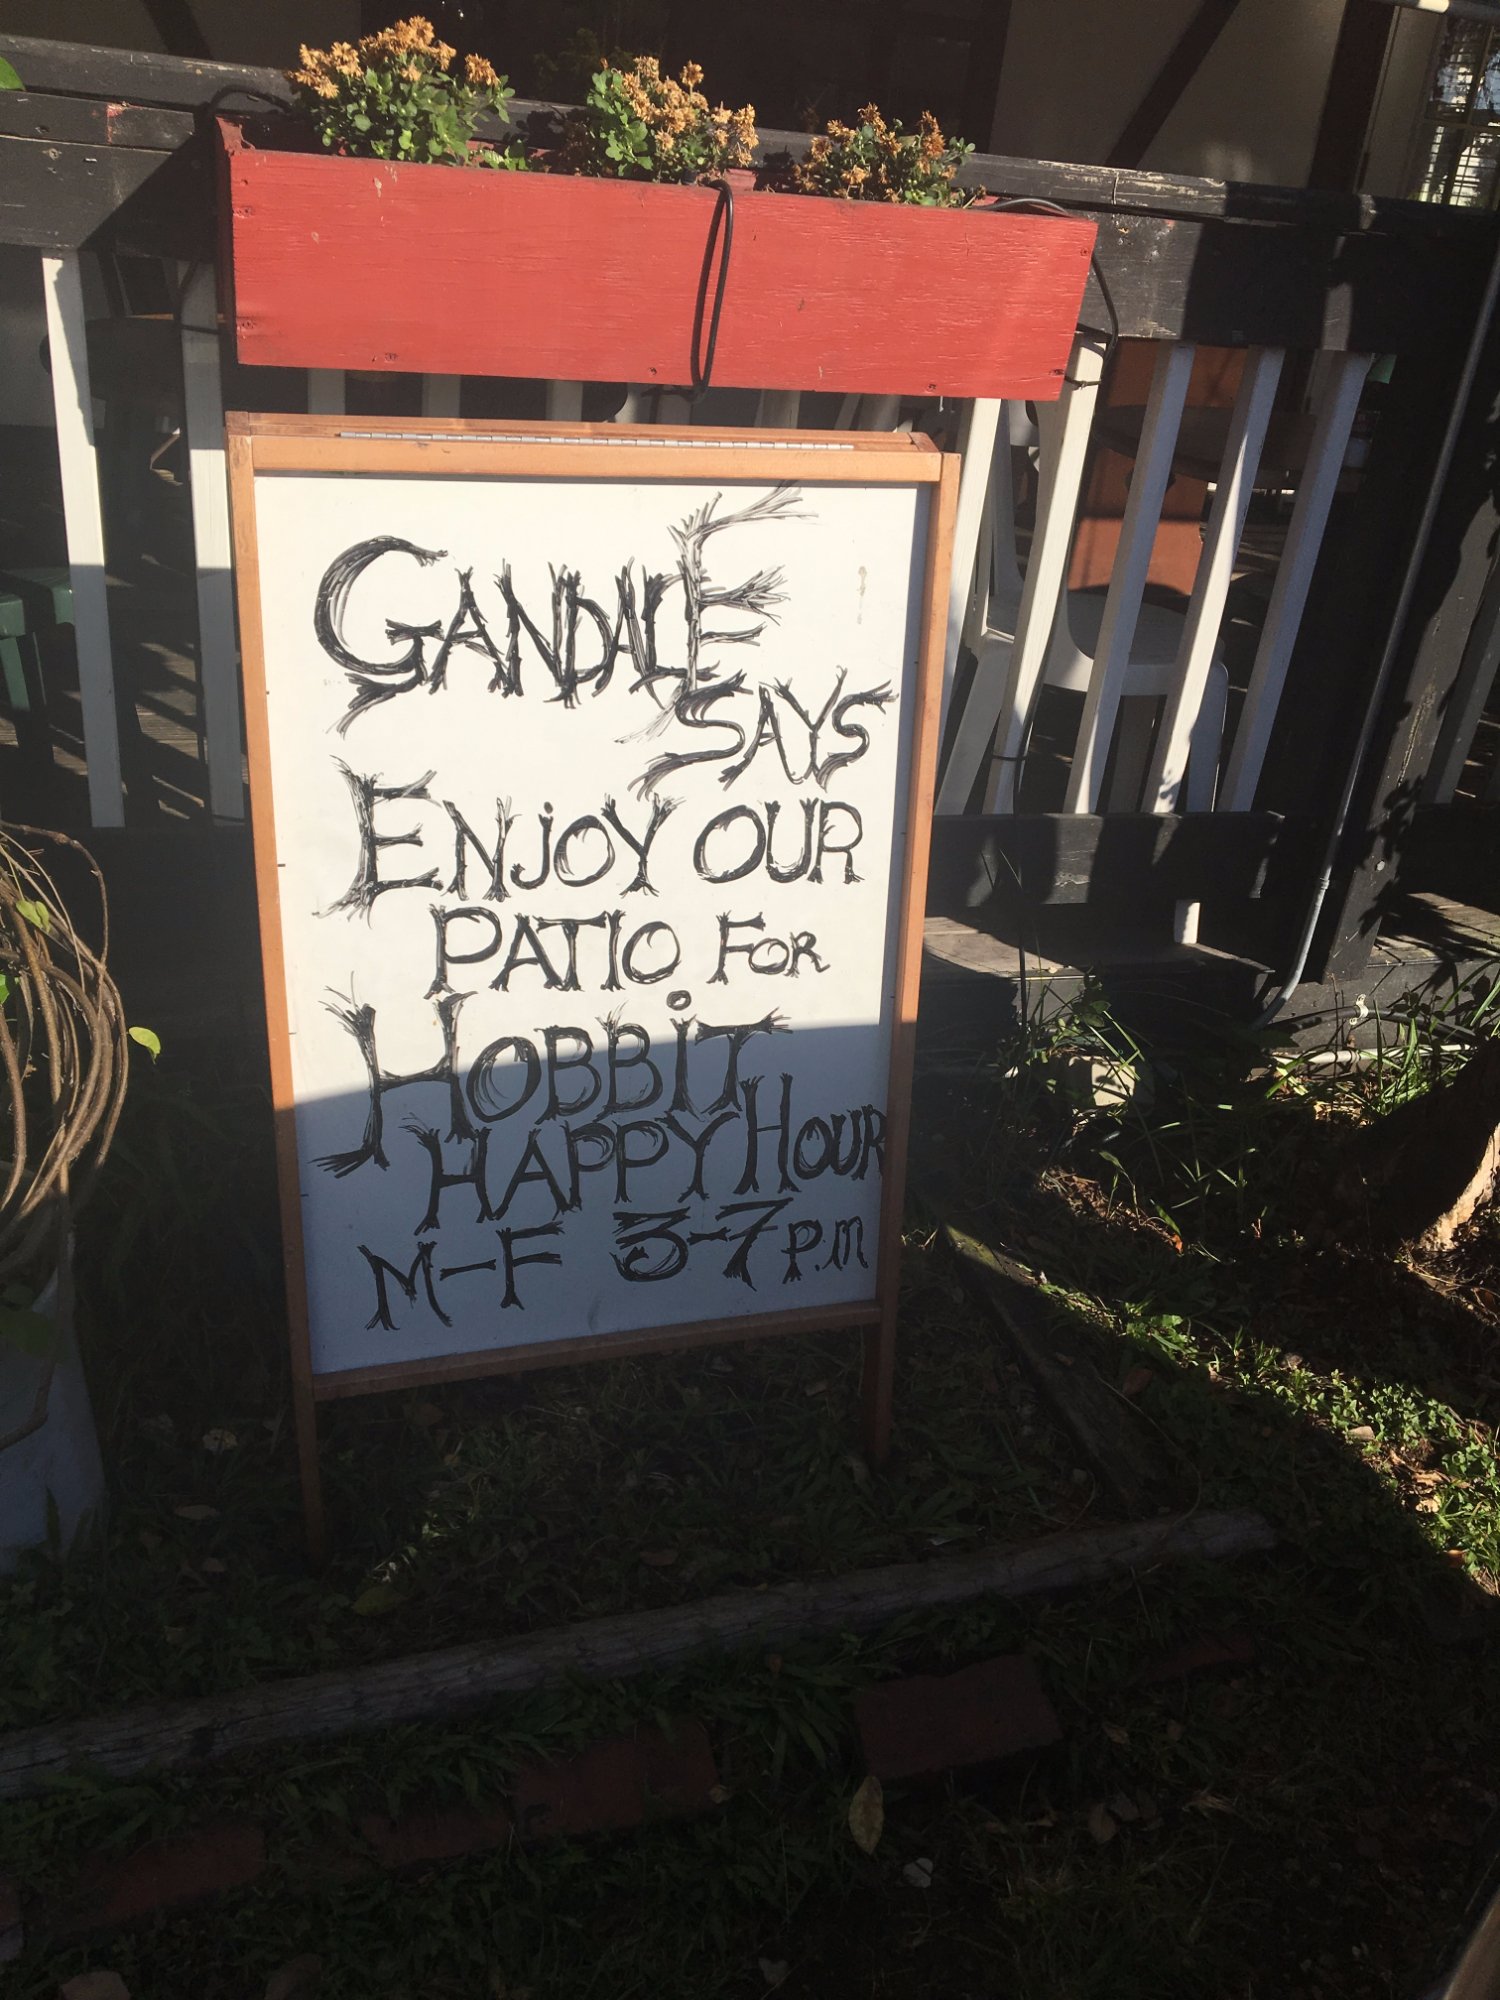 GANDALF
SAYS
ENJOY OUR
PATIO FOR
HOBBiT
HAPPY HOUR
M-F 3-7 P.M